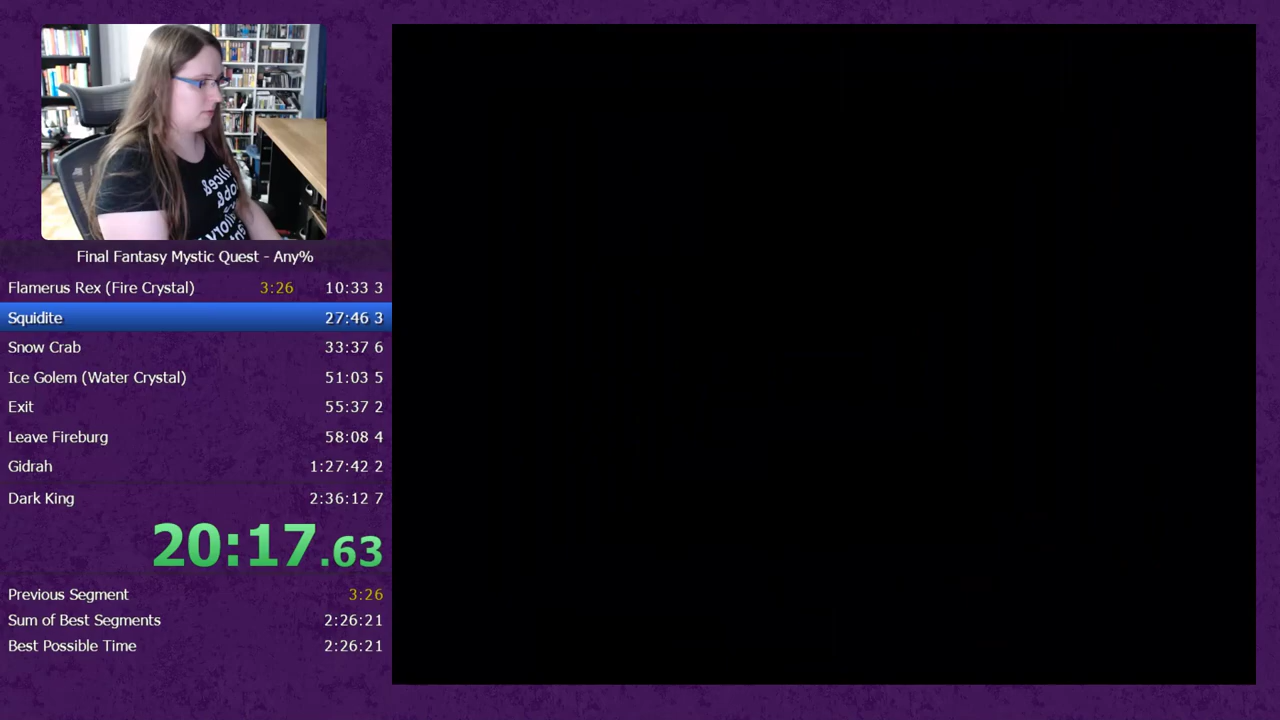 Final Fantasy Mystic Quest - Any%
Flamerus Rex (Fire Crystal) 3:26 10:33 3
Squidite 27:46 3
Snow Crab 33:37 6
Ice Golem (Water Crystal) 51:03 5
Exit 55:37 2
Leave Fireburg 58:08 4
Gidrah 1:27:42 2
Dark King 2:36:12 7
20:17.63
Previous Segment 3:26
Sum of Best Segments 2:26:21
Best Possible Time 2:26:21